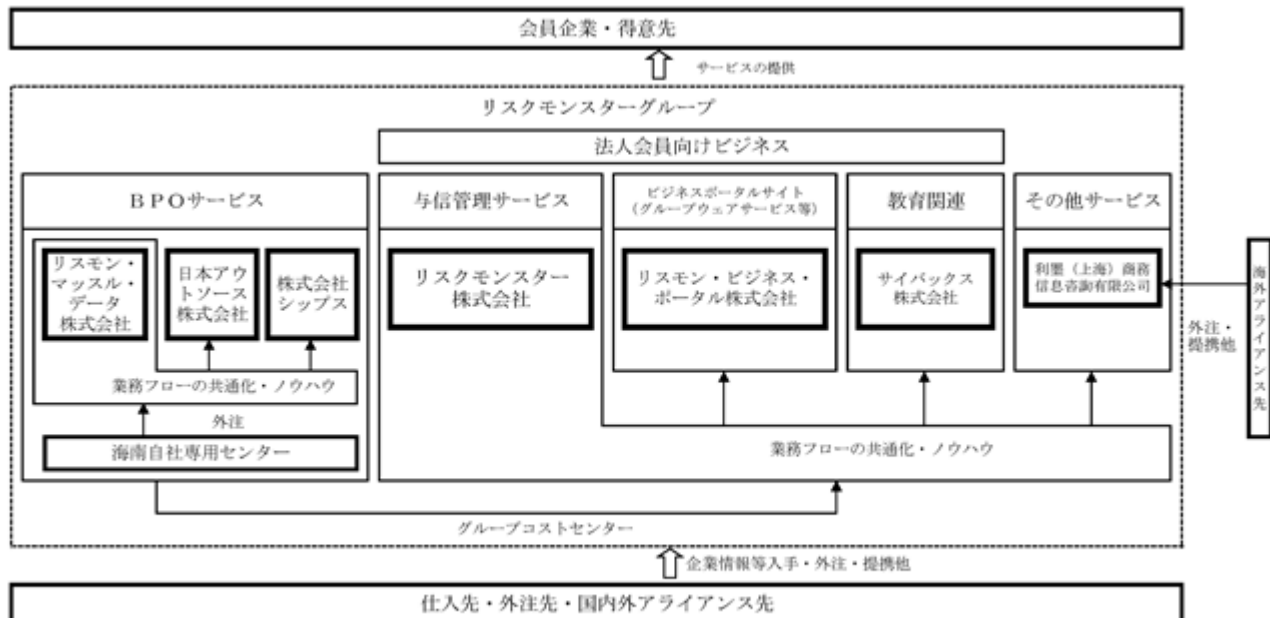 会員企業・得意先
サービスの提供
リスクモンスターグループ
法人会員向けビジネス
ＢＰＯサービス
与信管理サービス
ビジネスポータルサイト
（グループウェアサービス等）
教育関連
その他サービス
リスモン・
マッスル・
データ
株式会社
日本アウ
トソース
株式会社
株式会社
シップス
リスクモンスター
株式会社
リスモン・ビジネス・
ポータル株式会社
サイバックス
株式会社
利墨（上海）商務
信息咨詢有限公司
海外アライアンス先
外注・
提携他
業務フローの共通化・ノウハウ
外注
海南自社専用センター
業務フローの共通化・ノウハウ
グループコストセンター
企業情報等入手・外注・提携他
仕入先・外注先・国内外アライアンス先